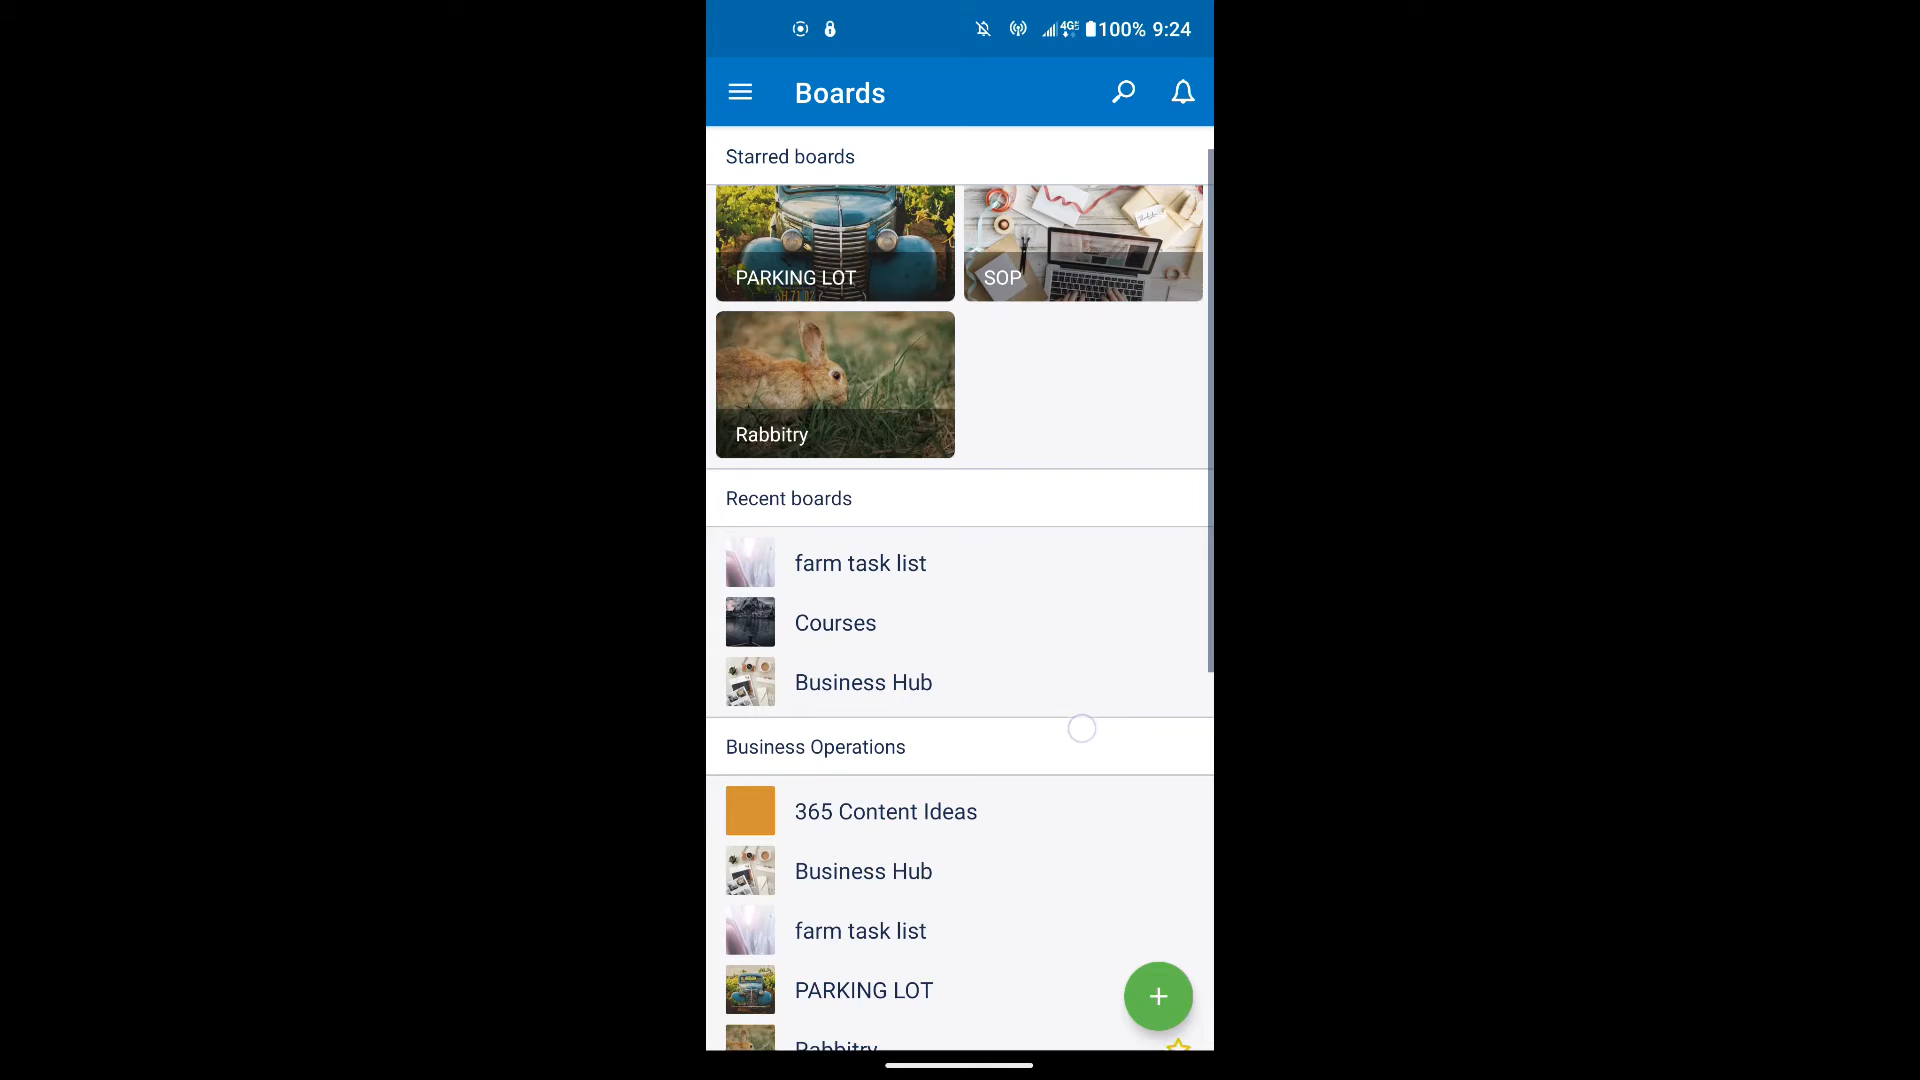 100% 9:24
Boards
Starred boards
PARKING LOT
SOP
Rabbitry
Recent boards
farm task list
Courses
Business Hub
Business Operations
365 Content Ideas
Business Hub
farm task list
PARKING LOT
Rabbitry